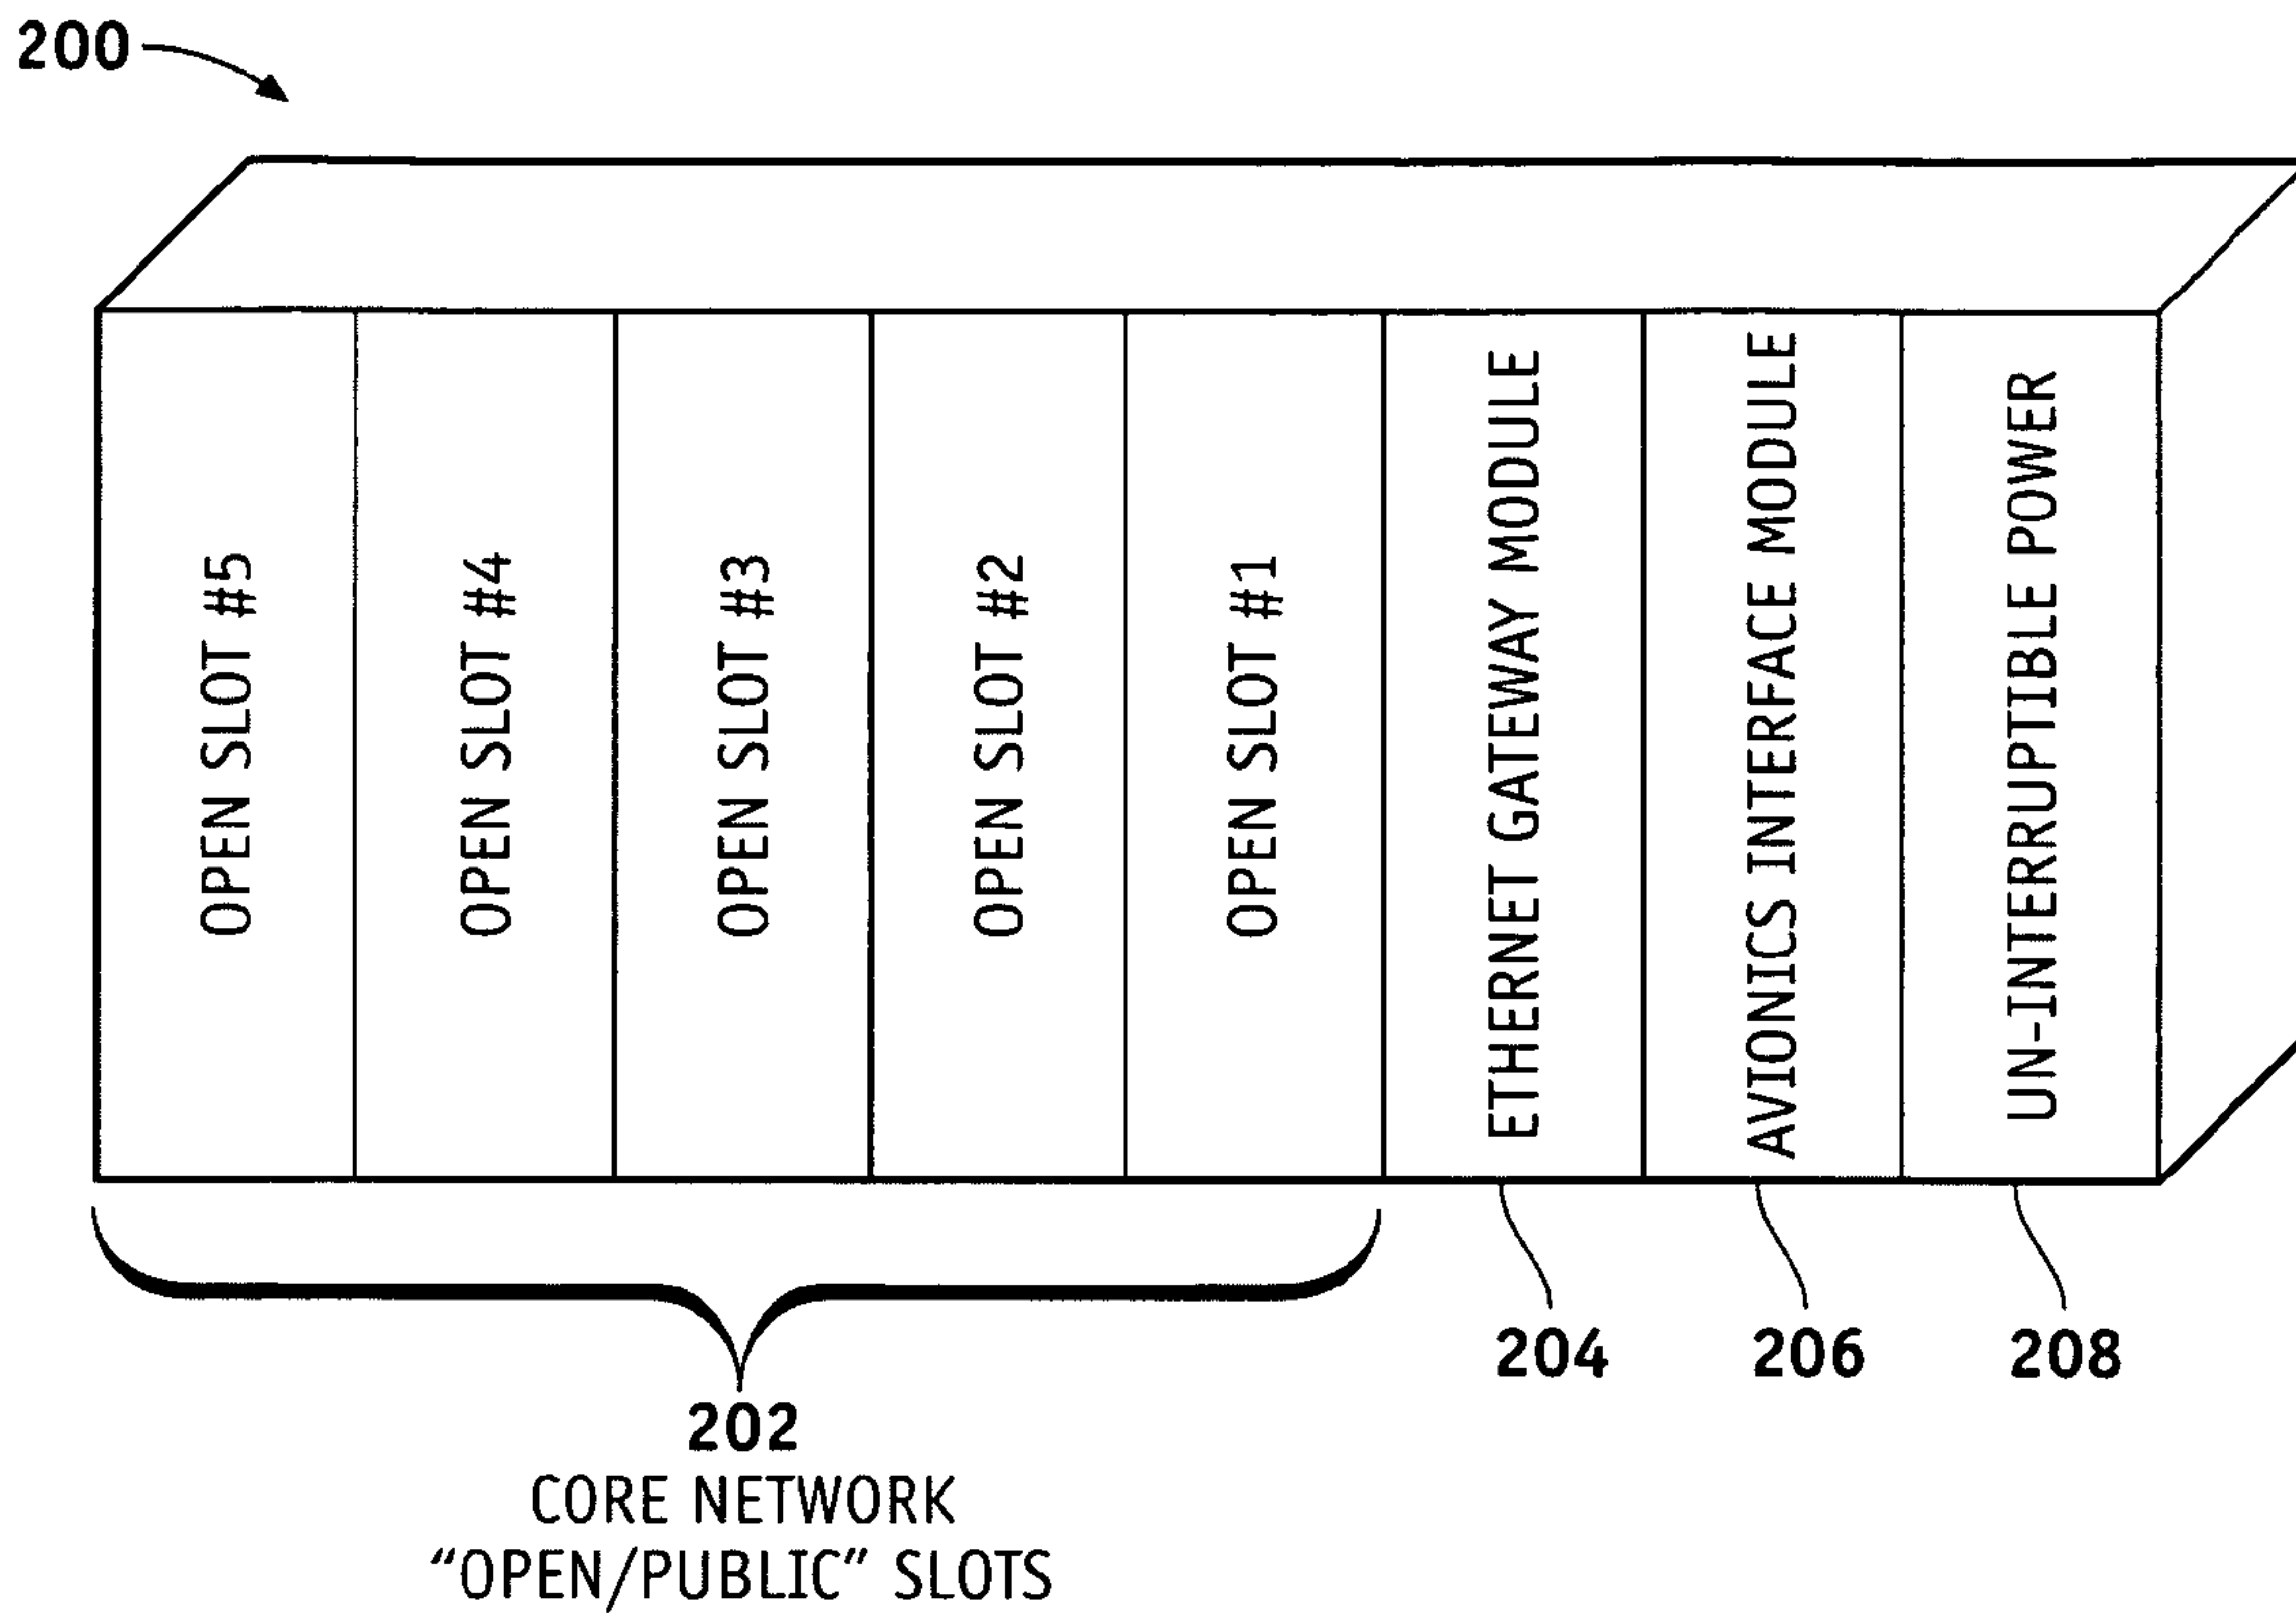 200
OPEN SLOT #5
OPEN SLOT #4
OPEN SLOT #3
OPEN SLOT #2
OPEN SLOT #1
ETHERNET GATEWAY MODULE
AVIONICS INTERFACE MODULE
UN-INTERRUPTIBLE POWER
204
206
208
202
CORE NETWORK
“OPEN/PUBLIC” SLOTS